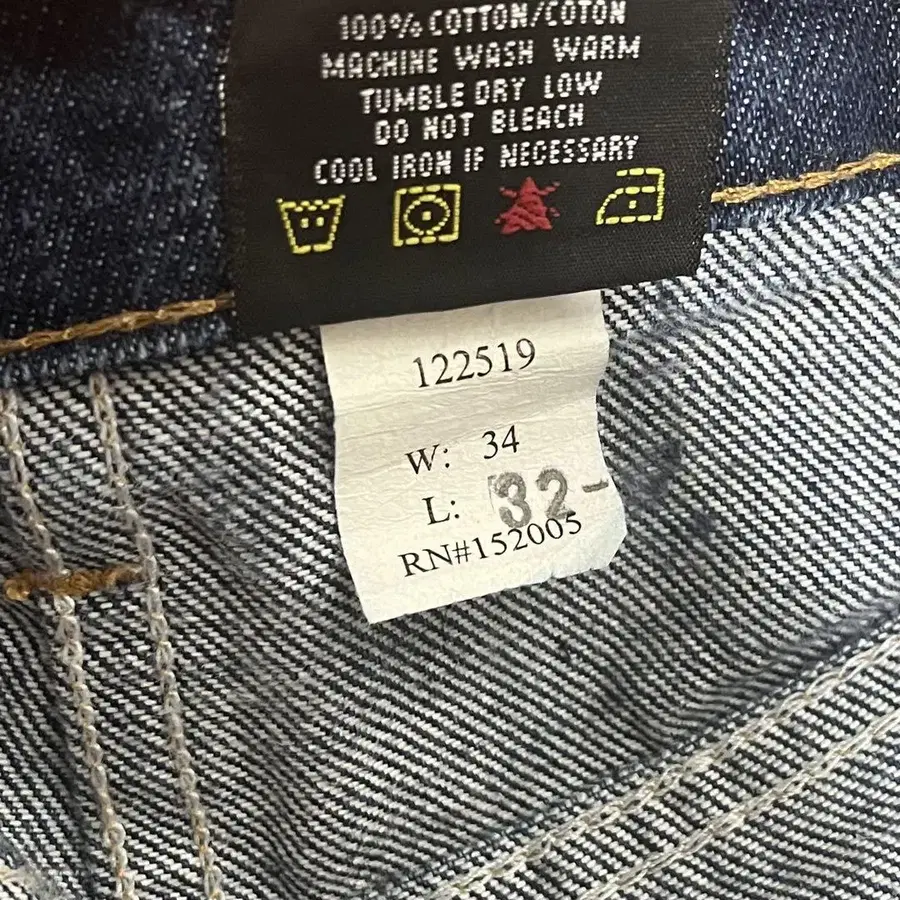 100% COTTON/COTON
MACHINE WASH WARM
TUMBLE DRY LOW
DO NOT BLEACH
COOL IRON IF NECESSARY
122519
W: 34
L: 32-
RN#152005